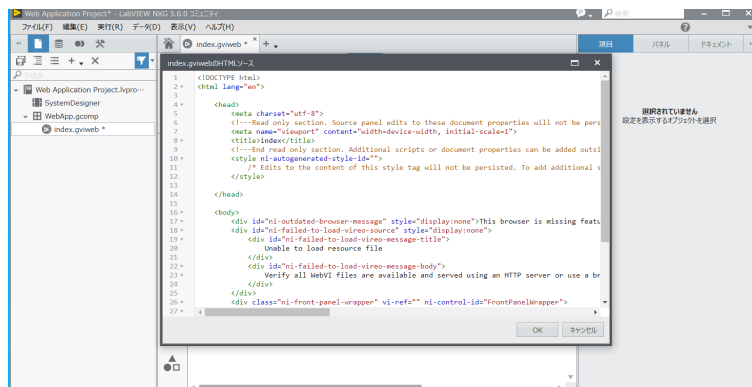 Web Application Project* - LabVIEW NXG 5.0.0 コミュニティ
検索
ファイル(F) 編集(E) 実行(R) データ(D) 表示(V) ヘルプ(H)
index.gviweb *
項目 パネル ドキュメント
フィルタ
Web Application Project.lvpro…
SystemDesigner
WebApp.gcomp
index.gviweb *
選択されていません
設定を表示するオブジェクトを選択
index.gviwebのHTMLソース
1 <!DOCTYPE html>
2 <html lang="en">
3
4 <head>
5 <meta charset="utf-8">
6 <!---Read only section. Source panel edits to these document properties will not be pers
7 <meta name="viewport" content="width=device-width, initial-scale=1">
8 <title>index</title>
9 <!---End read only section. Additional scripts or document properties can be added outsi
10 <style ni-autogenerated-style-id="">
11 /* Edits to the content of this style tag will not be persisted. To add additional s
12 </style>
13
14 </head>
15
16 <body>
17 <div id="ni-outdated-browser-message" style="display:none">This browser is missing featu
18 <div id="ni-failed-to-load-vireo-source" style="display:none">
19 <div id="ni-failed-to-load-vireo-message-title">
20 Unable to load resource file
21 </div>
22 <div id="ni-failed-to-load-vireo-message-body">
23 Verify all WebVI files are available and served using an HTTP server or use a br
24 </div>
25 </div>
26 <div class="ni-front-panel-wrapper" vi-ref="" ni-control-id="FrontPanelWrapper">
27
OK キャンセル